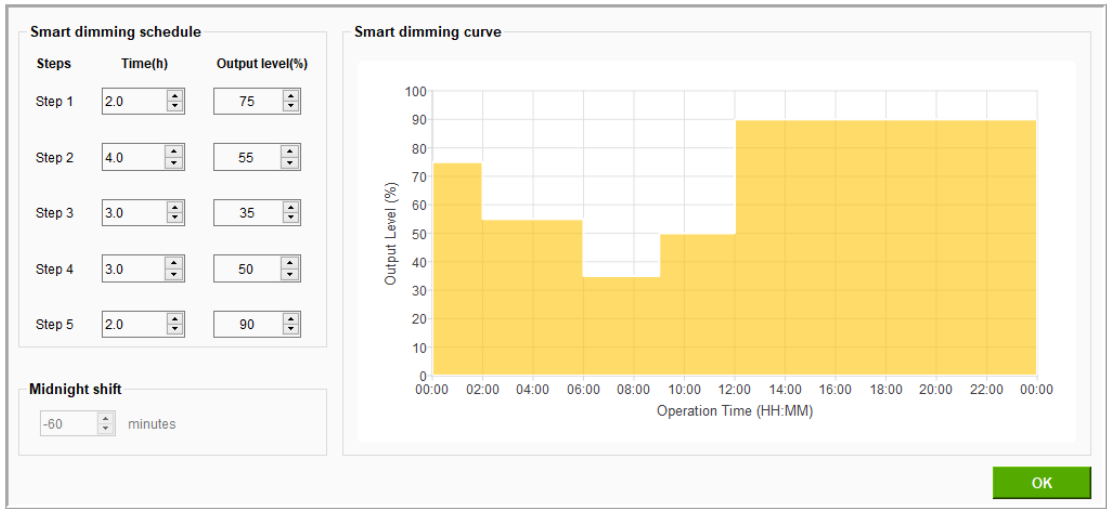 Smart dimming schedule
Steps Time(h) Output level(%)
Step 1 2.0 75
Step 2 4.0 55
Step 3 3.0 35
Step 4 3.0 50
Step 5 2.0 90
Midnight shift
-60 minutes
Smart dimming curve
Output Level (%)
100
90
80
70
60
50
40
30
20
10
0
00:00 02:00 04:00 06:00 08:00 10:00 12:00 14:00 16:00 18:00 20:00 22:00 00:00
Operation Time (HH:MM)
OK